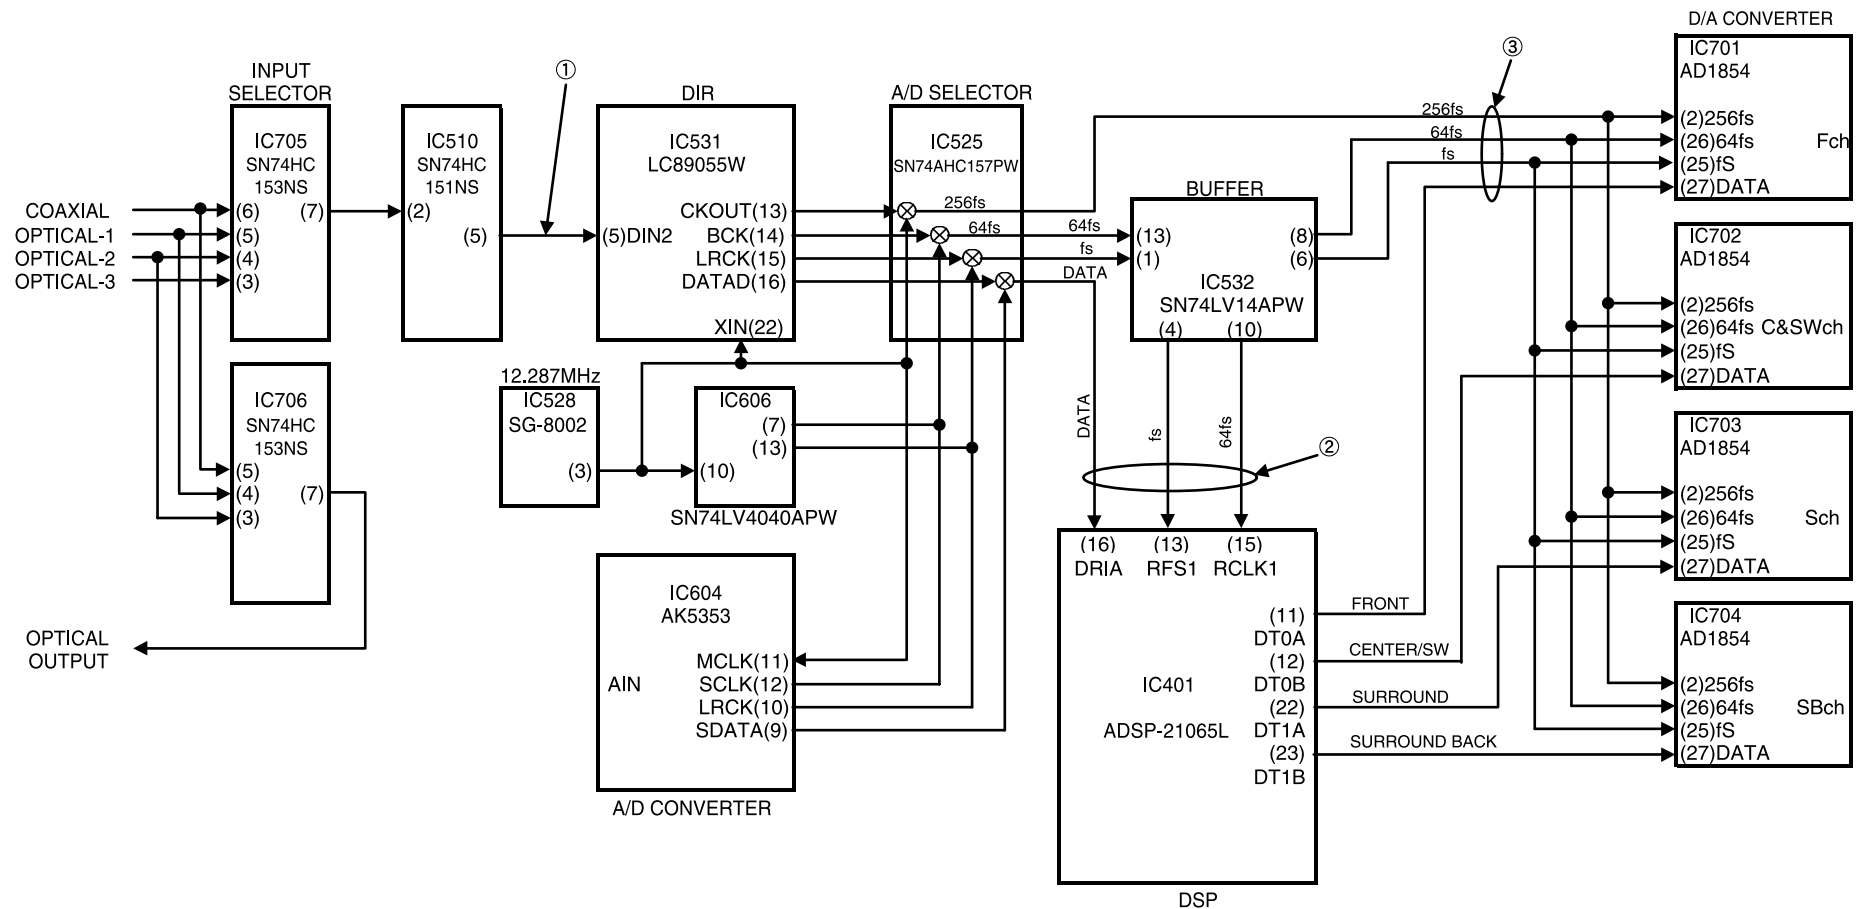 INPUT
SELECTOR
IC705
SN74HC
153NS
COAXIAL
OPTICAL-1
OPTICAL-2
OPTICAL-3
(6)
(5)
(4)
(3)
(7)
IC706
SN74HC
153NS
(5)
(4)
(3)
(7)
OPTICAL
OUTPUT
IC510
SN74HC
151NS
(2)
(5)
①
DIR
IC531
LC89055W
(5)DIN2
CKOUT(13)
BCK(14)
LRCK(15)
DATAD(16)
XIN(22)
12.287MHz
IC528
SG-8002
(3)
IC606
(7)
(13)
(10)
SN74LV4040APW
IC604
AK5353
AIN
MCLK(11)
SCLK(12)
LRCK(10)
SDATA(9)
A/D CONVERTER
A/D SELECTOR
IC525
SN74AHC157PW
256fs
64fs
64fs
fs
DATA
BUFFER
(13)
(1)
(8)
(6)
IC532
SN74LV14APW
(4)
(10)
DATA
fs
64fs
②
(16)
DRIA
(13)
RFS1
(15)
RCLK1
(11)
DT0A
(12)
DT0B
(22)
DT1A
(23)
DT1B
IC401
ADSP-21065L
DSP
FRONT
CENTER/SW
SURROUND
SURROUND BACK
256fs
64fs
fs
③
D/A CONVERTER
IC701
AD1854
(2)256fs
(26)64fs
Fch
(25)fS
(27)DATA
IC702
AD1854
(2)256fs
(26)64fs C&SWch
(25)fS
(27)DATA
IC703
AD1854
(2)256fs
(26)64fs
Sch
(25)fS
(27)DATA
IC704
AD1854
(2)256fs
(26)64fs
SBch
(25)fS
(27)DATA